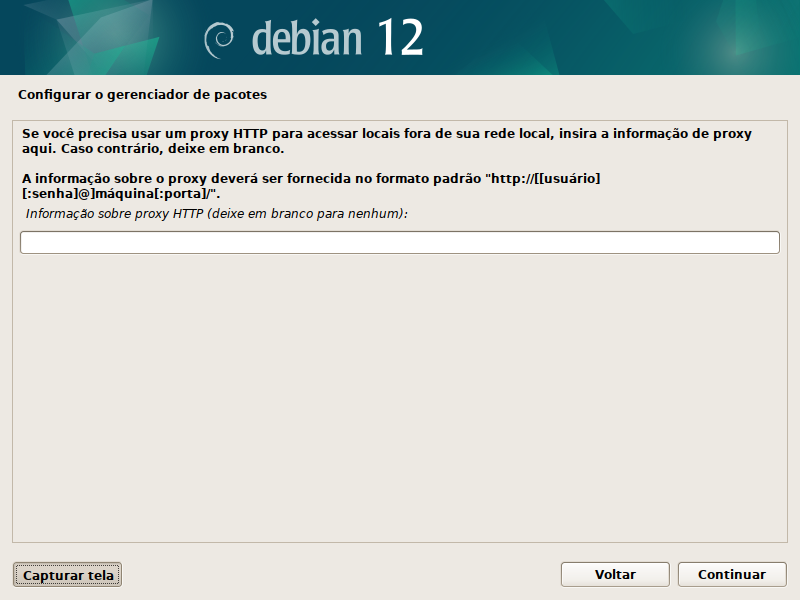 debian 12
Configurar o gerenciador de pacotes
Se você precisa usar um proxy HTTP para acessar locais fora de sua rede local, insira a informação de proxy
aqui. Caso contrário, deixe em branco.
A informação sobre o proxy deverá ser fornecida no formato padrão "http://[[usuário]
[:senha]@]máquina[:porta]/".
Informação sobre proxy HTTP (deixe em branco para nenhum):
Capturar tela
Voltar
Continuar